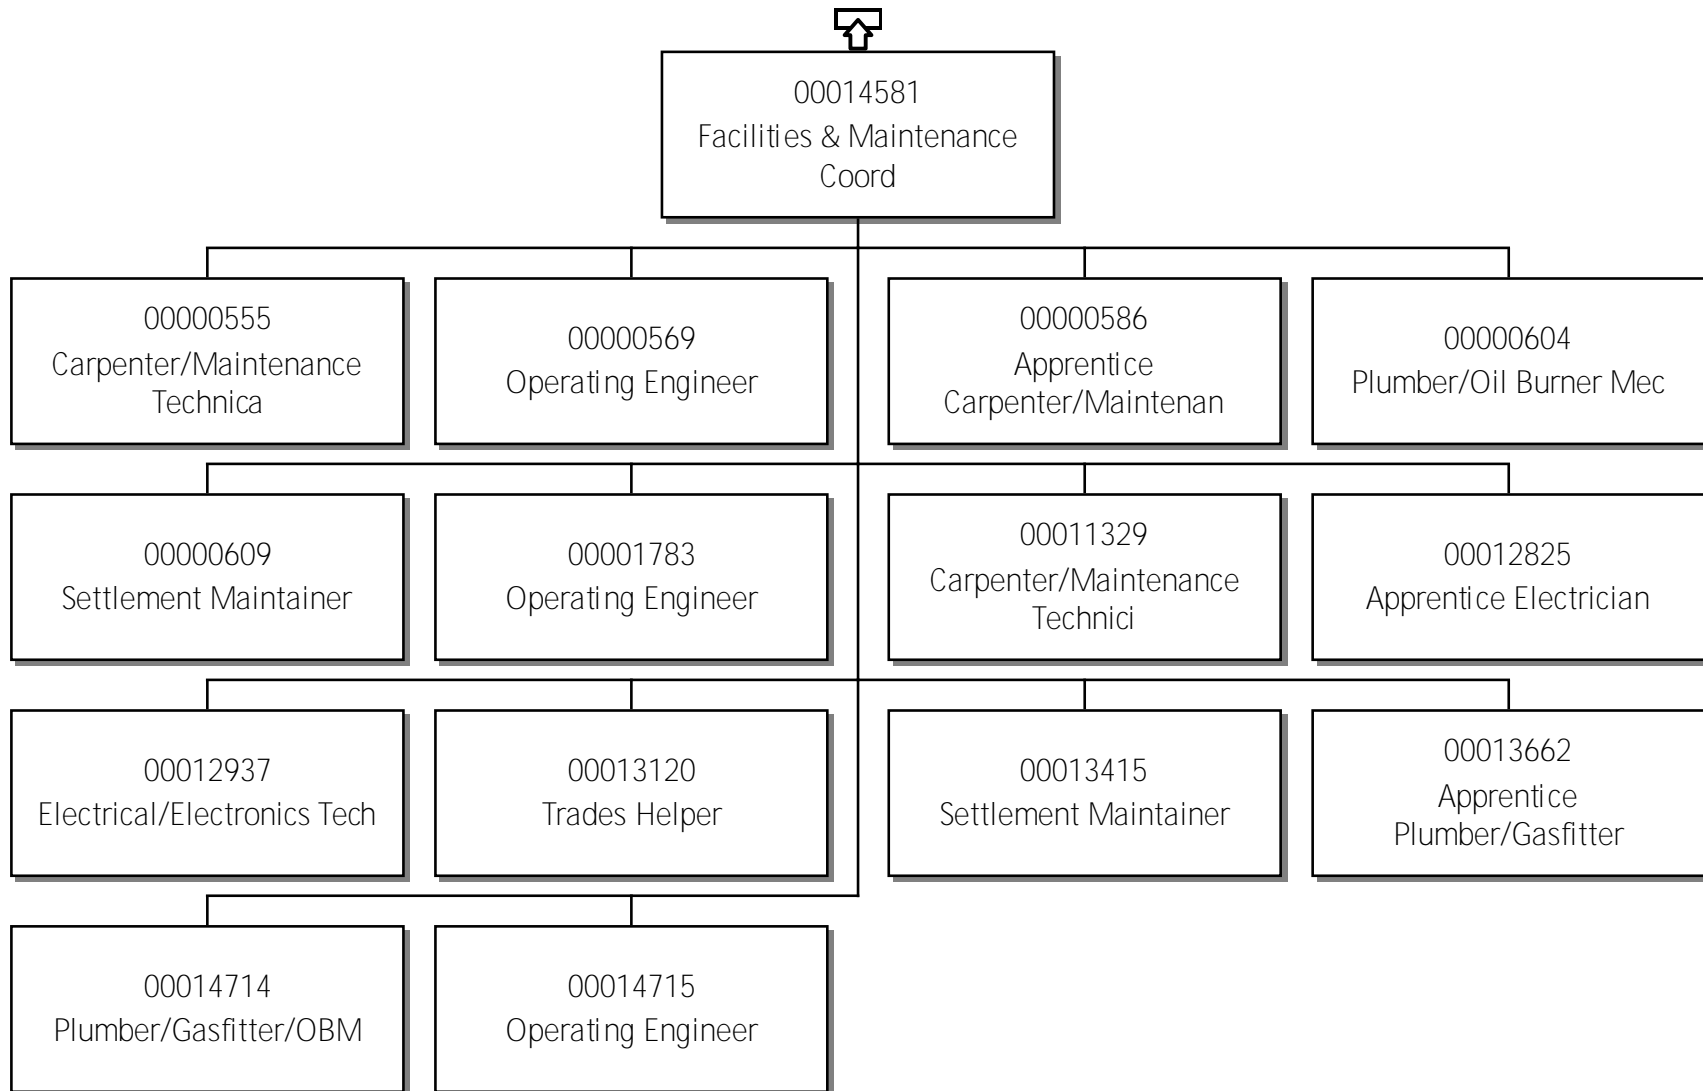 00014581
Facilities & Maintenance
Coord
00000555
Carpenter/Maintenance
Technica
00000569
Operating Engineer
00000586
Apprentice
Carpenter/Maintenan
00000604
Plumber/Oil Burner Mec
00000609
Settlement Maintainer
00001783
Operating Engineer
00011329
Carpenter/Maintenance
Technici
00012825
Apprentice Electrician
00012937
Electrical/Electronics Tech
00013120
Trades Helper
00013415
Settlement Maintainer
00013662
Apprentice
Plumber/Gasfitter
00014714
Plumber/Gasfitter/OBM
00014715
Operating Engineer